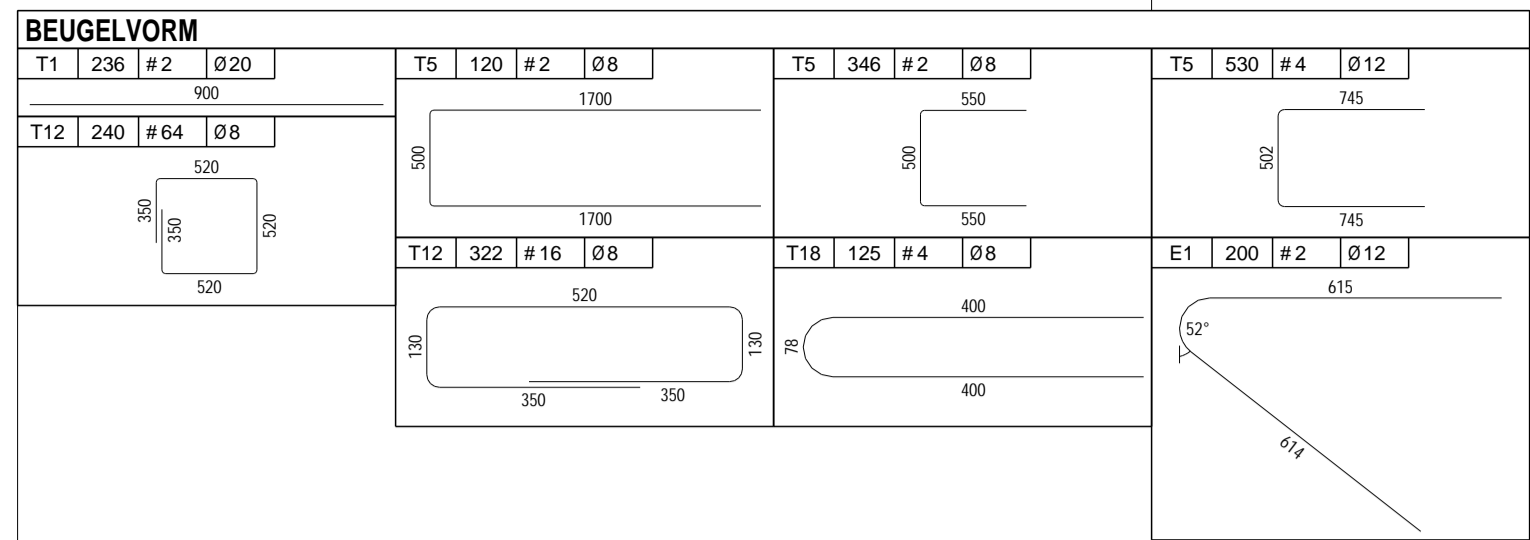 BEUGELVORM
T1 236 #2 Ø20
900
T12 240 #64 Ø8
520
350
350
520
520
T5 120 #2 Ø8
1700
500
1700
T5 346 #2 Ø8
550
500
550
T5 530 #4 Ø12
745
502
745
T12 322 #16 Ø8
520
130
130
350
350
T18 125 #4 Ø8
400
78
400
E1 200 #2 Ø12
615
52°
614